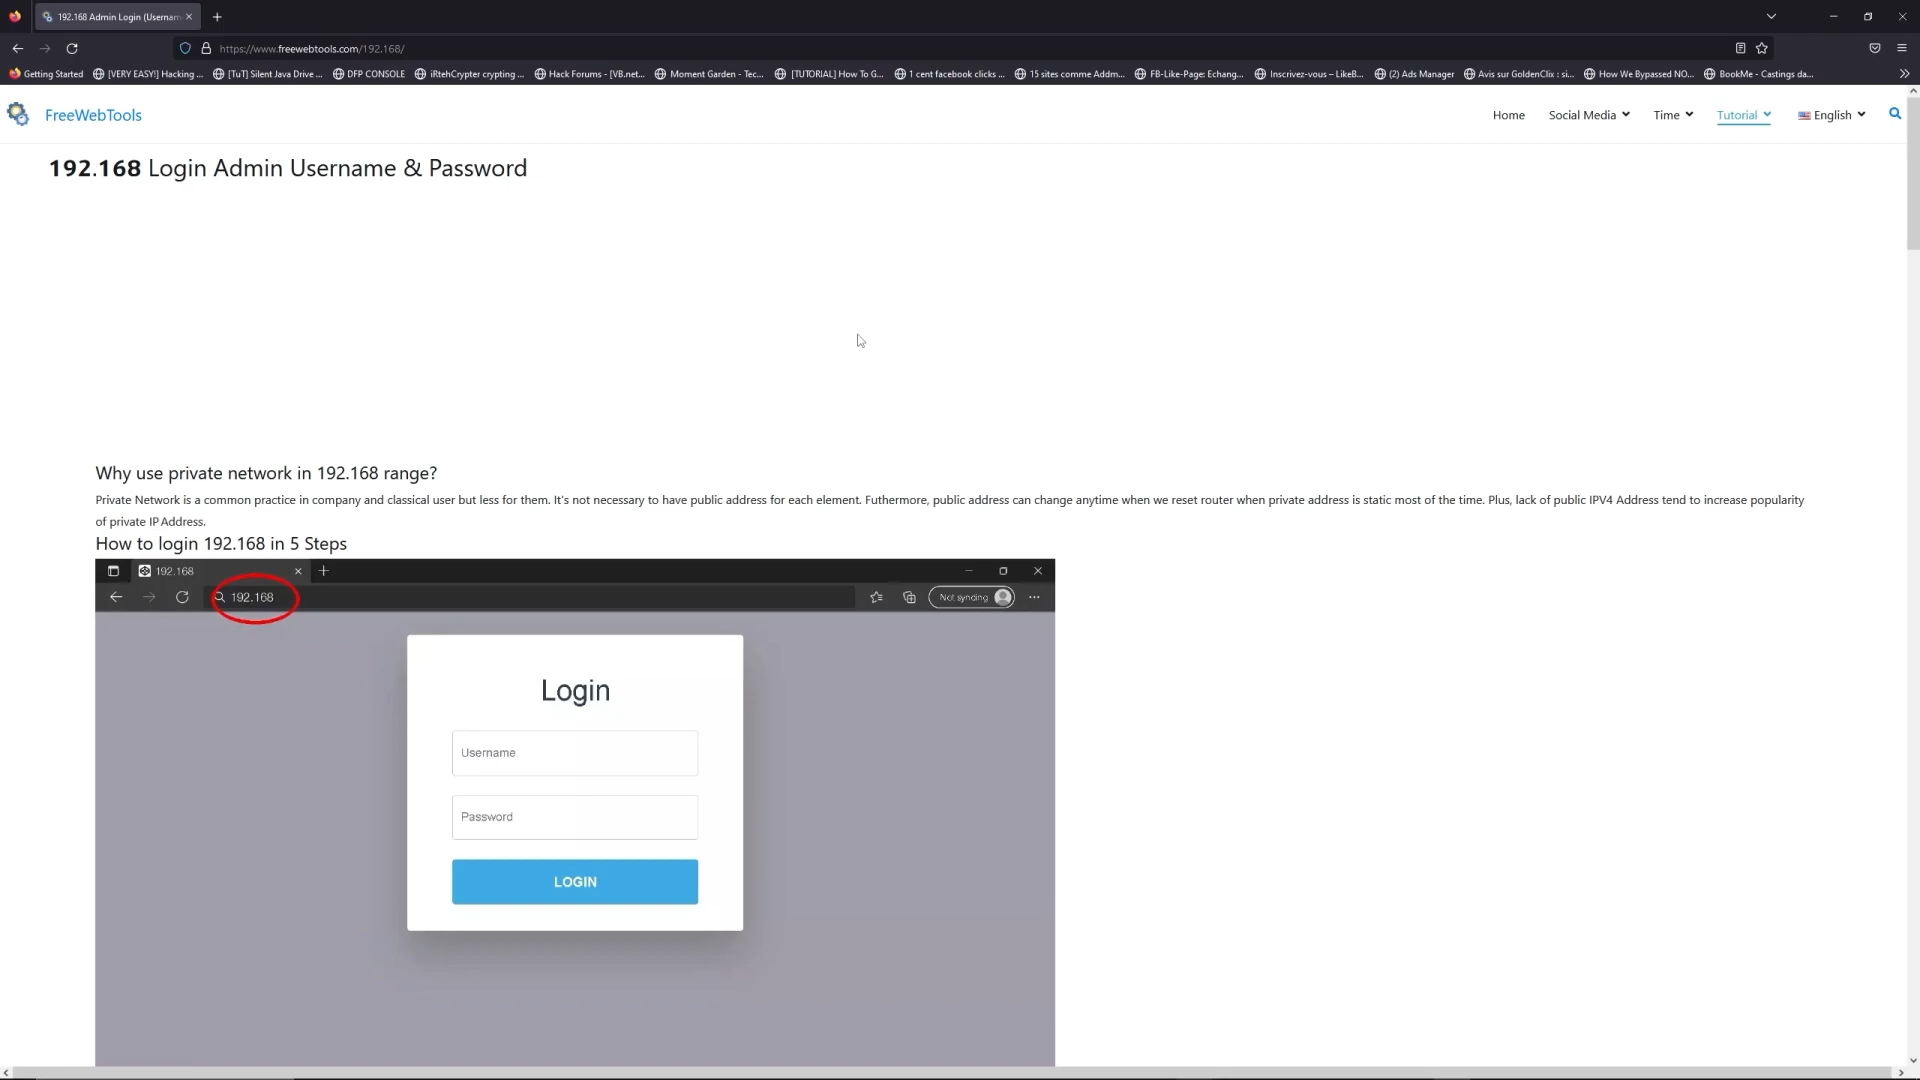 192.168 Admin Login (Usernam
https://www.freewebtools.com/192.168/
Getting Started
[VERY EASY!] Hacking ...
[TuT] Silent Java Drive ...
DFP CONSOLE
iRtehCrypter crypting ...
Hack Forums - [VB.net...
Moment Garden - Tec...
[TUTORIAL] How To G...
1 cent facebook clicks ...
15 sites comme Addm...
FB-Like-Page: Echang...
Inscrivez-vous – LikeB...
(2) Ads Manager
Avis sur GoldenClix : si...
How We Bypassed NO...
BookMe - Castings da...
FreeWebTools
Home
Social Media
Time
Tutorial
English
192.168 Login Admin Username & Password
Why use private network in 192.168 range?
Private Network is a common practice in company and classical user but less for them. It's not necessary to have public address for each element. Futhermore, public address can change anytime when we reset router when private address is static most of the time. Plus, lack of public IPV4 Address tend to increase popularity
of private IP Address.
How to login 192.168 in 5 Steps
192.168
192.168
Not syncing
Login
Username
Password
LOGIN